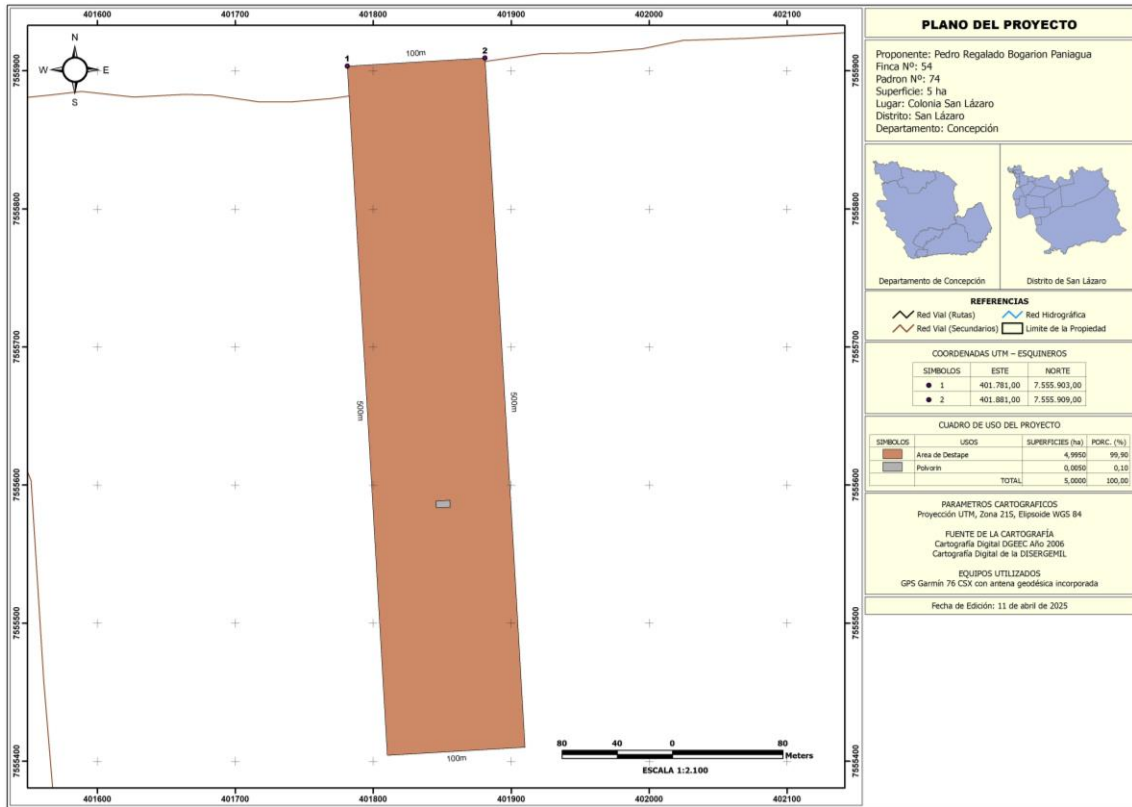 401600 401700 401800 401900 402000 402100
7555900
7555800
7555700
7555600
7555500
7555400
N
W E
S
1
100m
2
500m
500m
100m
80 40 0 80
Meters
ESCALA 1:2.100
7555900
7555800
7555700
7555600
7555500
7555400
401600 401700 401800 401900 402000 402100
PLANO DEL PROYECTO
Proponente: Pedro Regalado Bogarion Paniagua
Finca Nº: 54
Padron Nº: 74
Superficie: 5 ha
Lugar: Colonia San Lázaro
Distrito: San Lázaro
Departamento: Concepción
Departamento de Concepción Distrito de San Lázaro
REFERENCIAS
Red Vial (Rutas) Red Hidrográfica
Red Vial (Secundarios) Limite de la Propiedad
COORDENADAS UTM – ESQUINEROS
SIMBOLOS ESTE NORTE
1 401.781,00 7.555.903,00
2 401.881,00 7.555.909,00
CUADRO DE USO DEL PROYECTO
SIMBOLOS USOS SUPERFICIES (ha) PORC. (%)
Area de Destape 4,9950 99,90
Polvorin 0,0050 0,10
TOTAL 5,0000 100,00
PARAMETROS CARTOGRAFICOS
Proyección UTM, Zona 21S, Elipsoide WGS 84
FUENTE DE LA CARTOGRAFÍA
Cartografía Digital DGEEC Año 2006
Cartografía Digital de la DISERGEMIL
EQUIPOS UTILIZADOS
GPS Garmín 76 CSX con antena geodésica incorporada
Fecha de Edición: 11 de abril de 2025